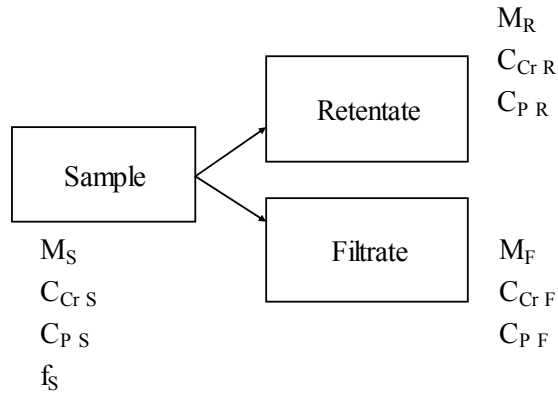 M_R
C_Cr R
C_P R
Retentate
Sample
Filtrate
M_S
C_Cr S
C_P S
f_S
M_F
C_Cr F
C_P F